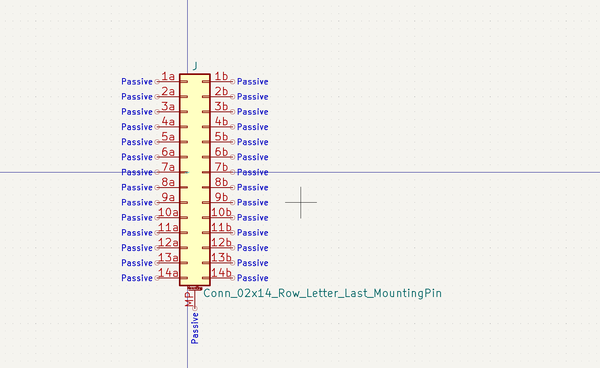 J
Passive 1a 1b Passive
Passive 2a 2b Passive
Passive 3a 3b Passive
Passive 4a 4b Passive
Passive 5a 5b Passive
Passive 6a 6b Passive
Passive 7a 7b Passive
Passive 8a 8b Passive
Passive 9a 9b Passive
Passive 10a 10b Passive
Passive 11a 11b Passive
Passive 12a 12b Passive
Passive 13a 13b Passive
Passive 14a 14b Passive
Conn_02x14_Row_Letter_Last_MountingPin
MP
Passive